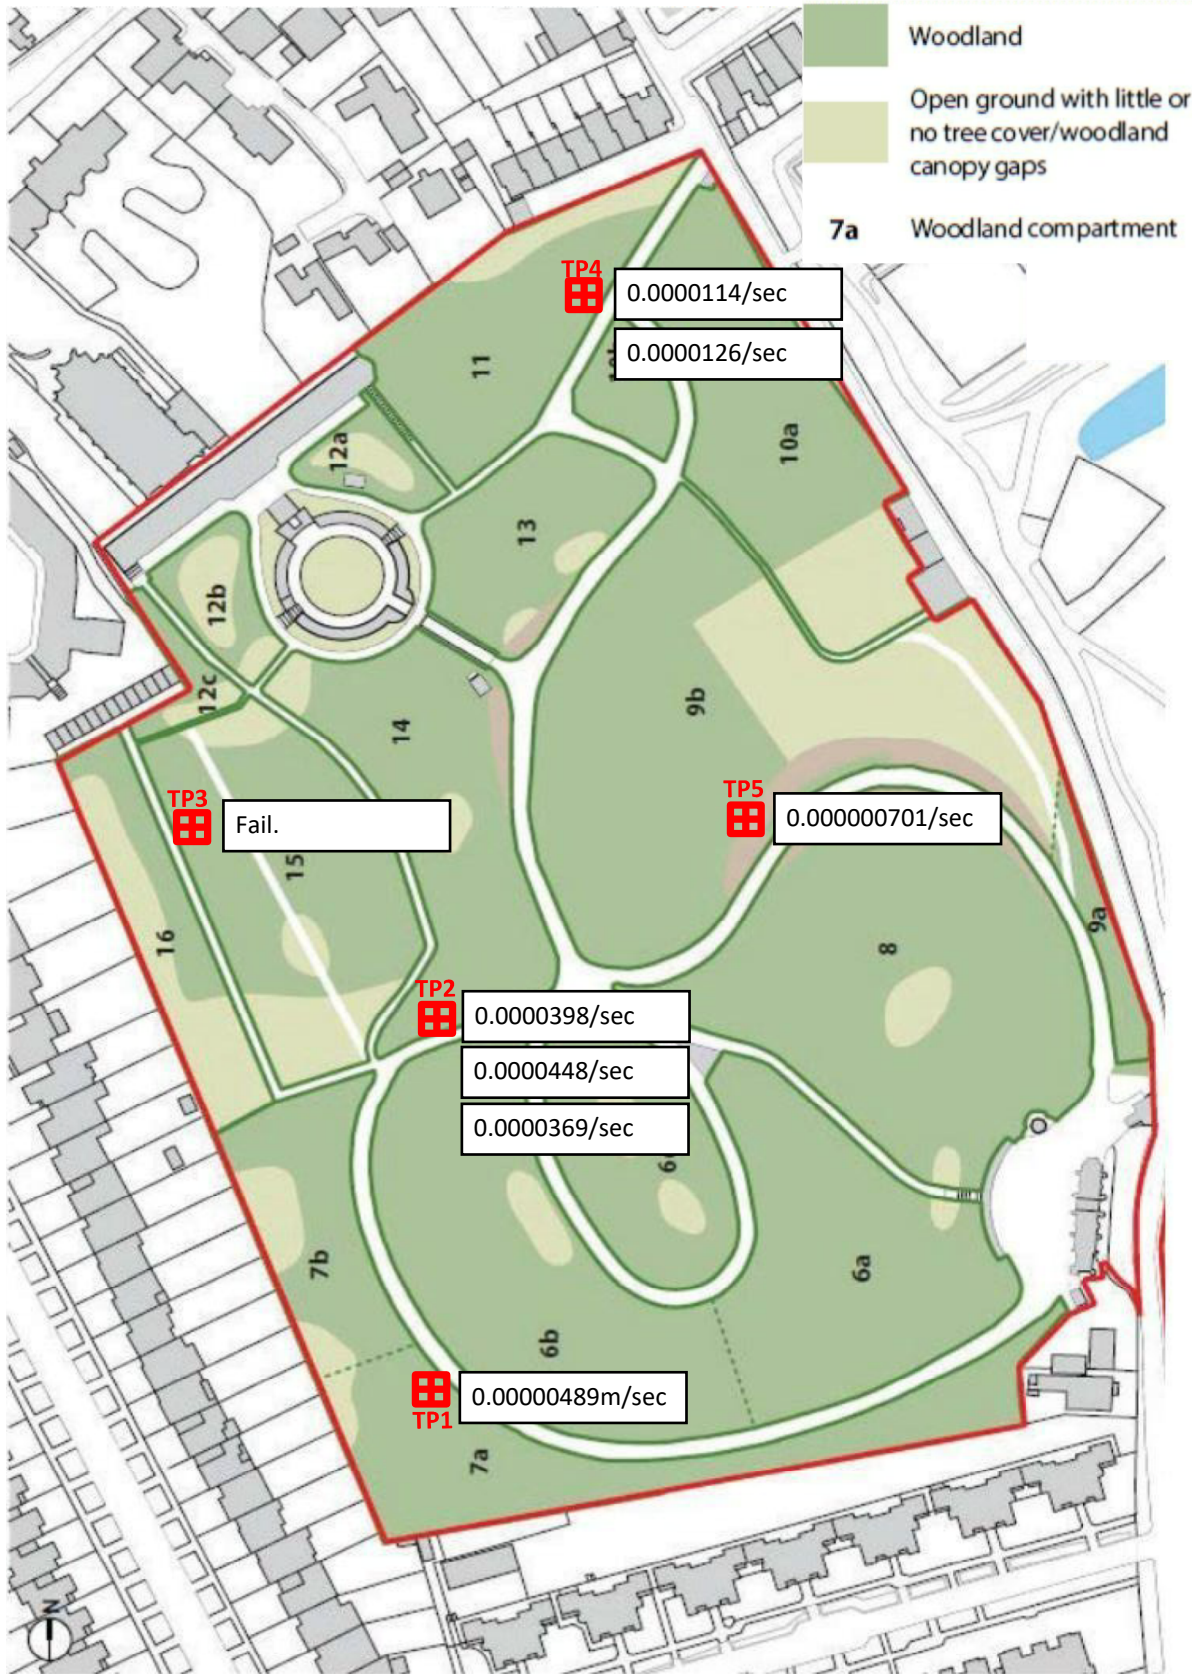 Woodland
Open ground with little or
no tree cover/woodland
canopy gaps
7a Woodland compartment
TP4
0.0000114/sec
0.0000126/sec
11
10a
12a
13
12b
12c
14
9b
TP3
Fail.
TP5
0.000000701/sec
15
16
9a
8
TP2
0.0000398/sec
0.0000448/sec
0.0000369/sec
7b
6a
6b
TP1
0.00000489m/sec
7a
N